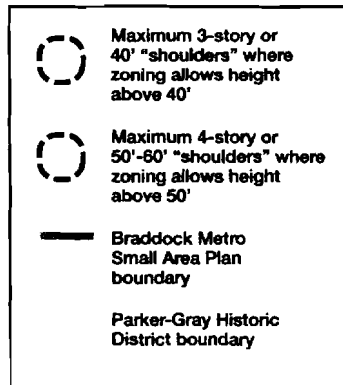 Maximum 3-story or
40' "shoulders" where
zoning allows height
above 40'
Maximum 4-story or
50'-60' "shoulders" where
zoning allows height
above 50'
Braddock Metro
Small Area Plan
boundary
Parker-Gray Historic
District boundary